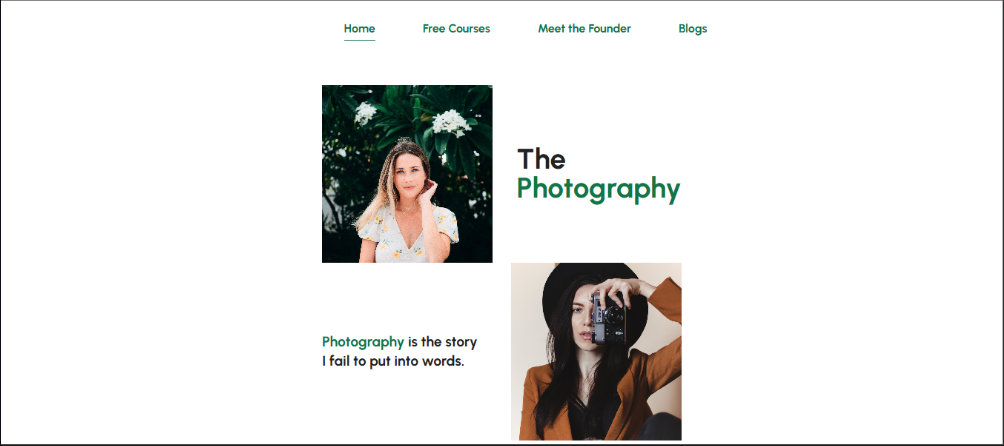 Home Free Courses Meet the Founder Blogs
The
Photography
Photography is the story
I fail to put into words.